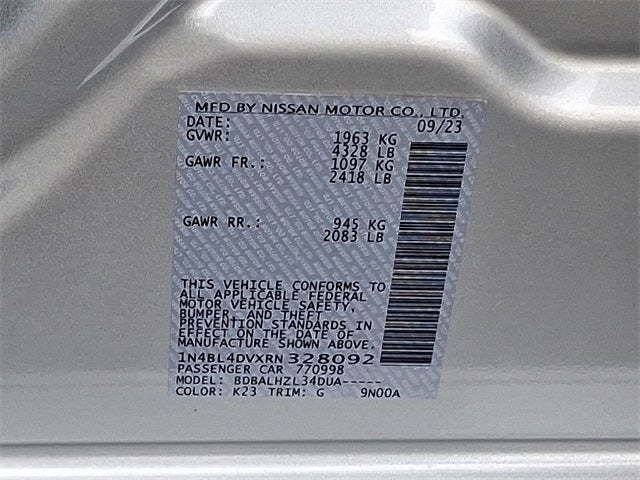 MFD BY NISSAN MOTOR CO., LTD.
DATE: 09/23
GVWR: 1963 KG
4328 LB
GAWR FR.: 1097 KG
2418 LB
GAWR RR.: 945 KG
2083 LB
THIS VEHICLE CONFORMS TO
ALL APPLICABLE FEDERAL
MOTOR VEHICLE SAFETY,
BUMPER, AND THEFT
PREVENTION STANDARDS
IN EFFECT ON THE DATE OF
MANUFACTURE SHOWN ABOVE.
1N4BL4DVXRN328092
PASSENGER CAR 770998
MODEL: BDBALHZL34DUA-----
COLOR: K23 TRIM: G 9N00A